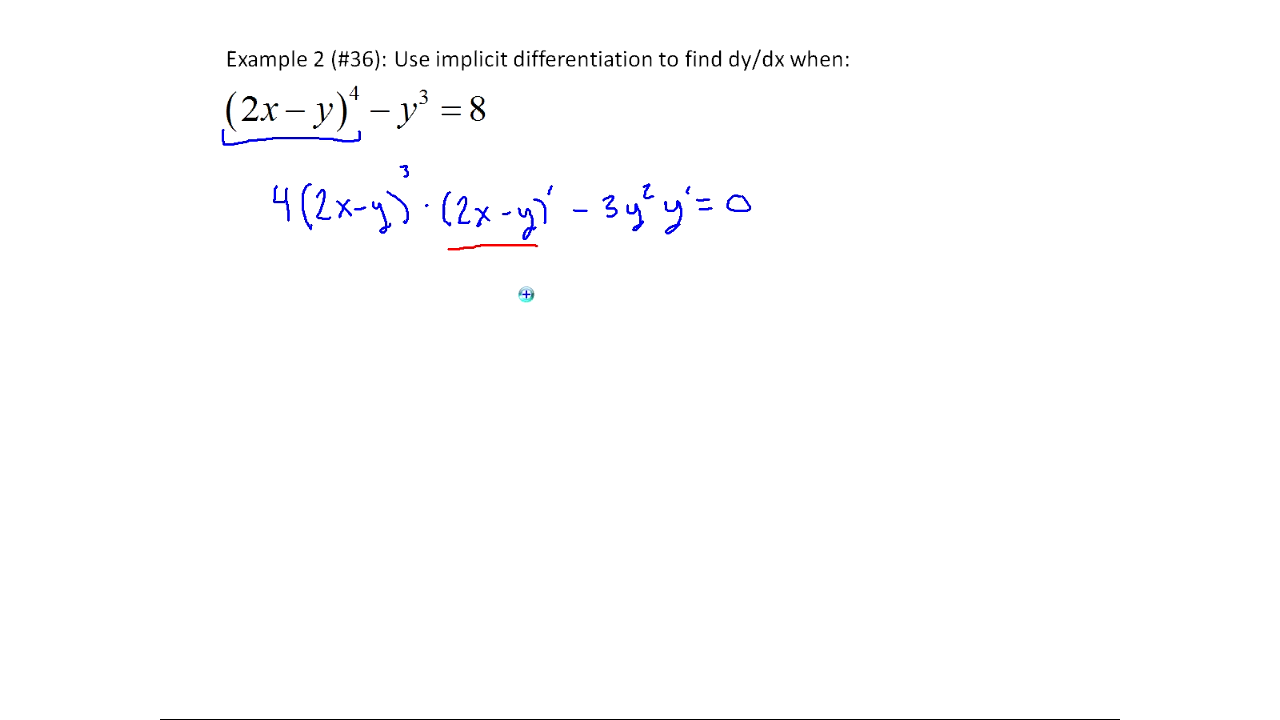 Example 2 (#36): Use implicit differentiation to find dy/dx when:
(2x − y)⁴ − y³ = 8
4(2x−y)³ · (2x −y)' − 3y² y' = 0